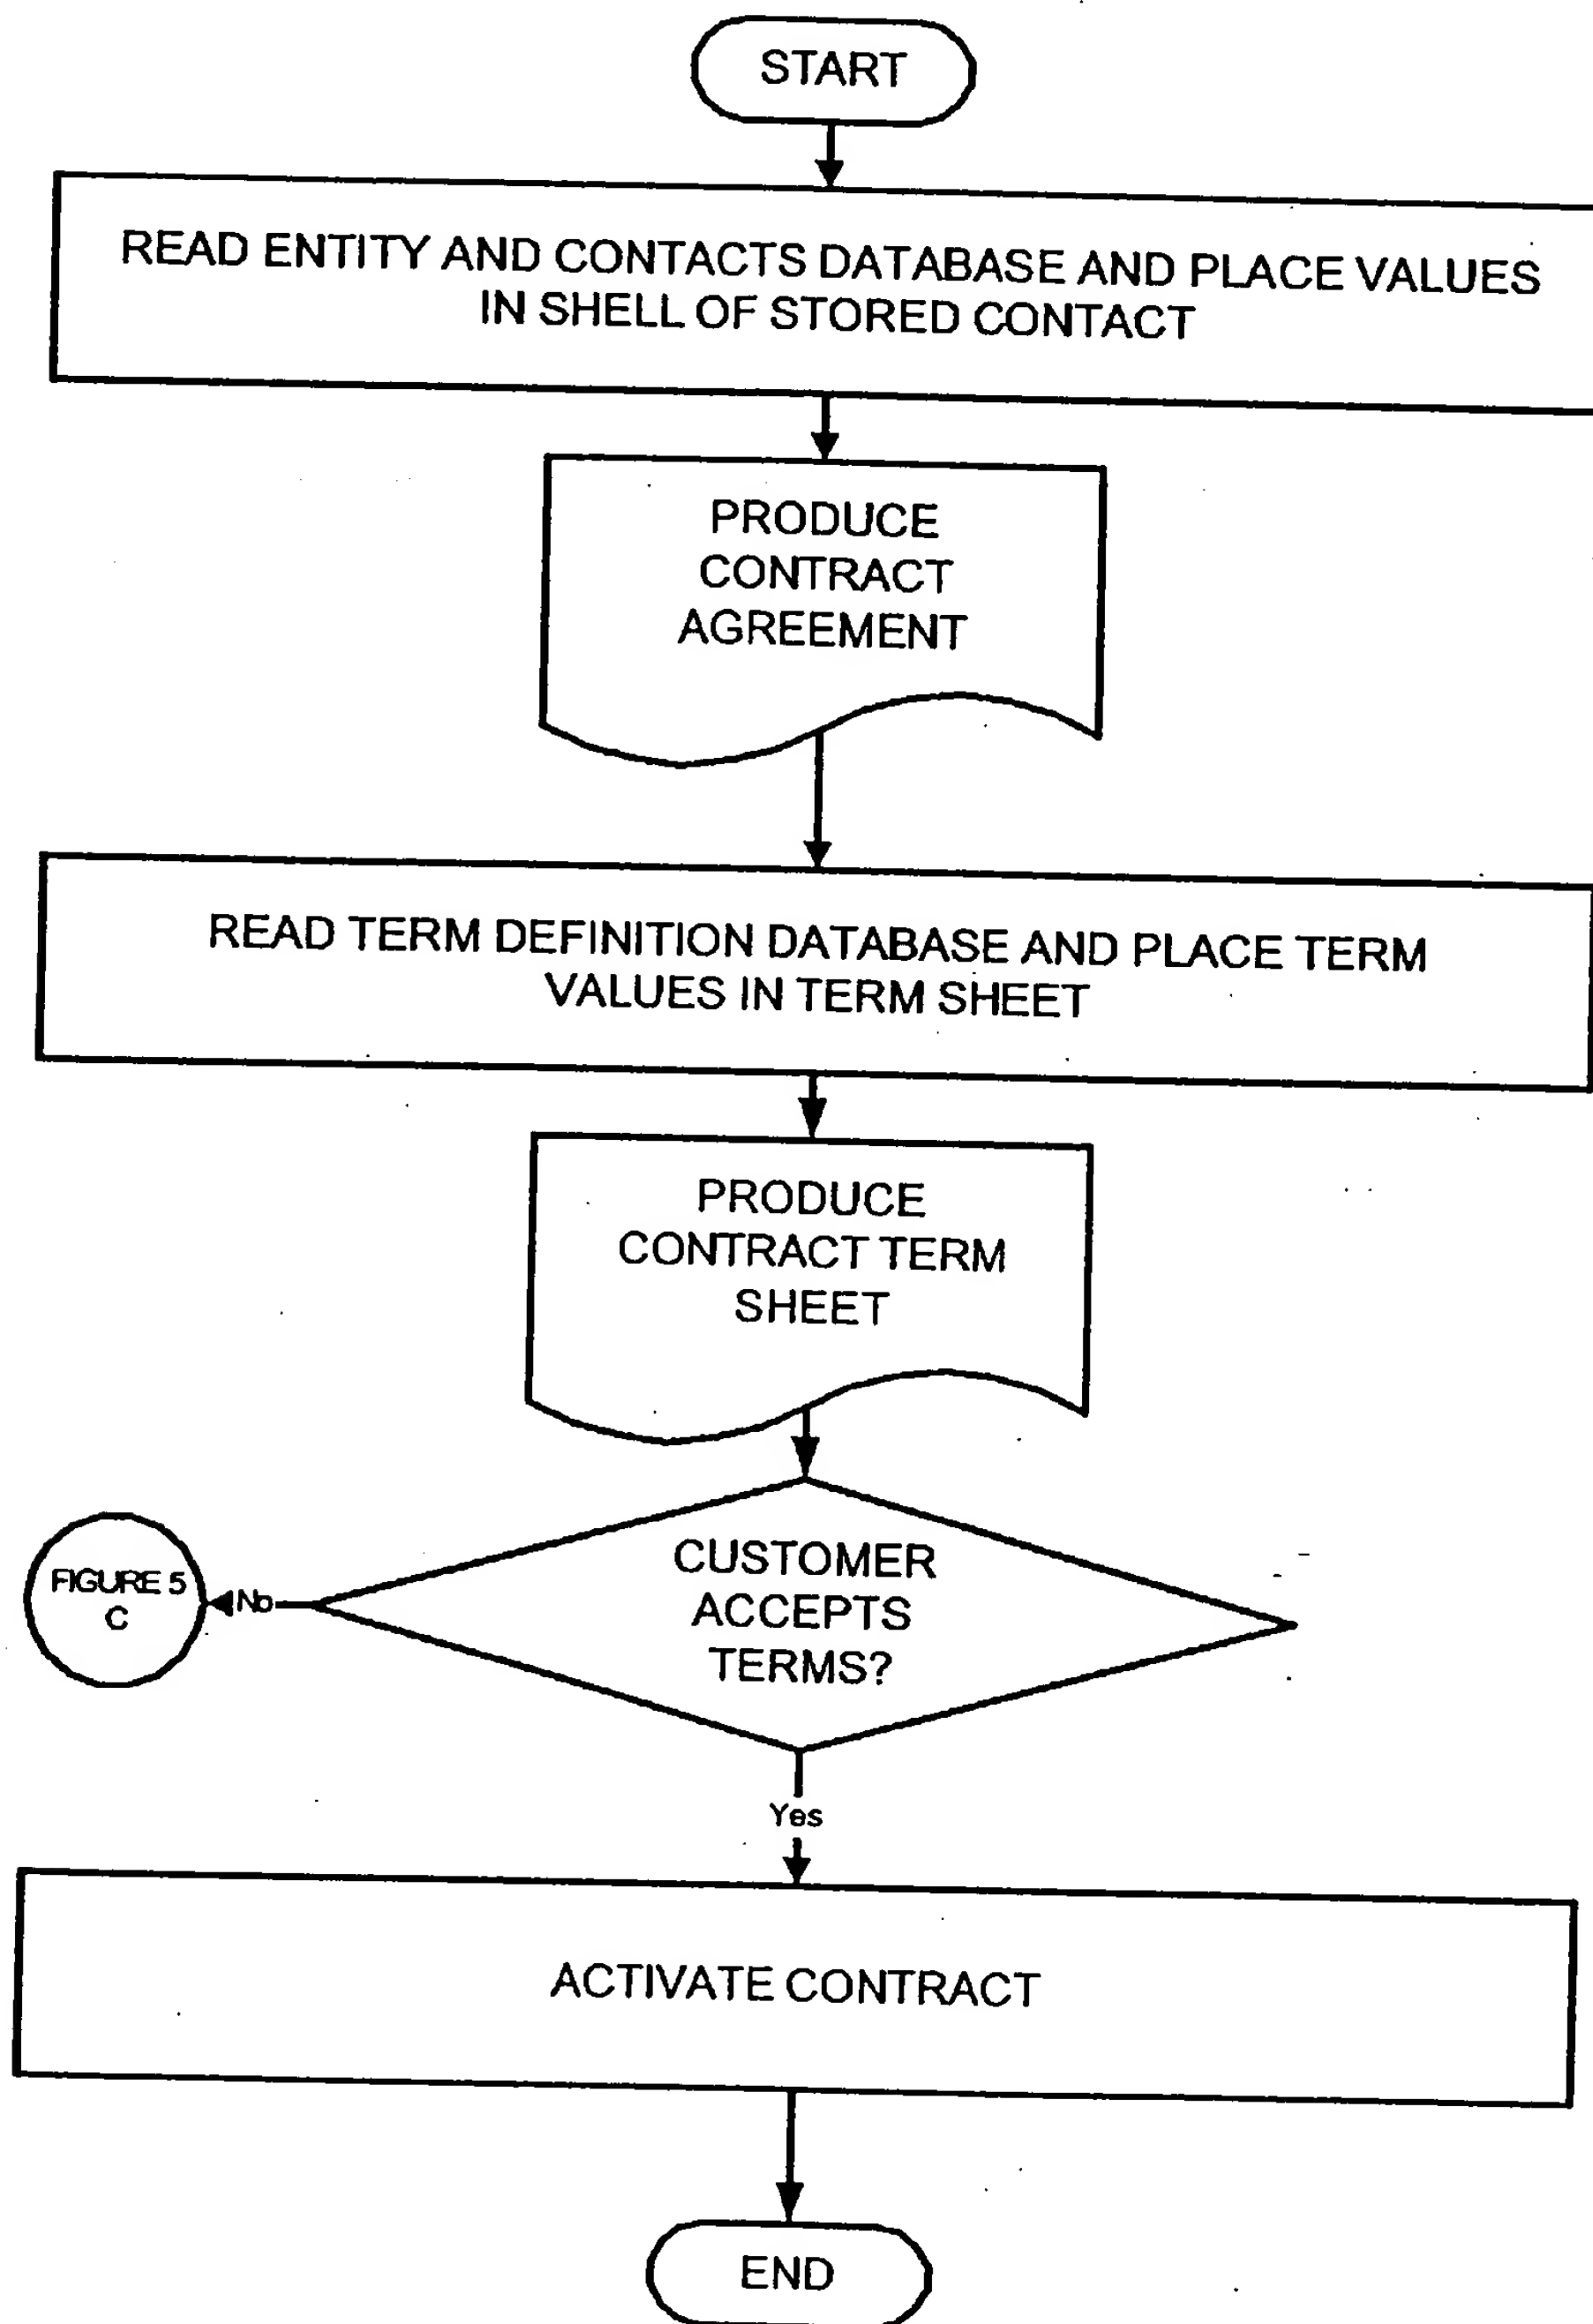 START
READ ENTITY AND CONTACTS DATABASE AND PLACE VALUES
IN SHELL OF STORED CONTACT
PRODUCE
CONTRACT
AGREEMENT
READ TERM DEFINITION DATABASE AND PLACE TERM
VALUES IN TERM SHEET
PRODUCE
CONTRACT TERM
SHEET
CUSTOMER
ACCEPTS
TERMS?
No
FIGURE 5
C
Yes
ACTIVATE CONTRACT
END